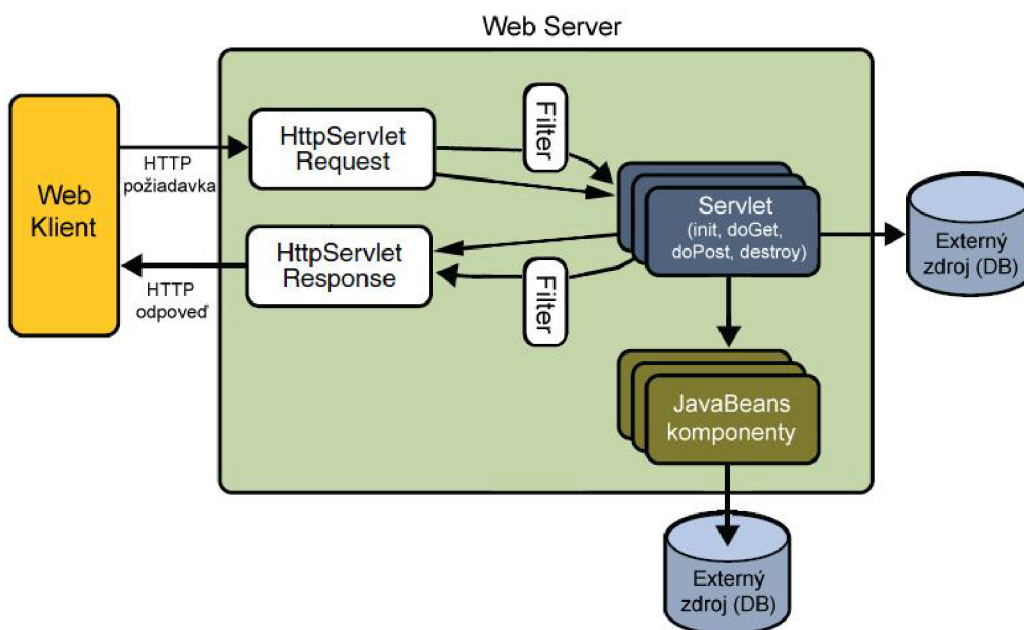 Web Server
Web
Klient
HTTP
požiadavka
HttpServlet
Request
Filter
Servlet
(init, doGet,
doPost, destroy)
Externý
zdroj (DB)
HTTP
odpoveď
HttpServlet
Response
Filter
JavaBeans
komponenty
Externý
zdroj (DB)